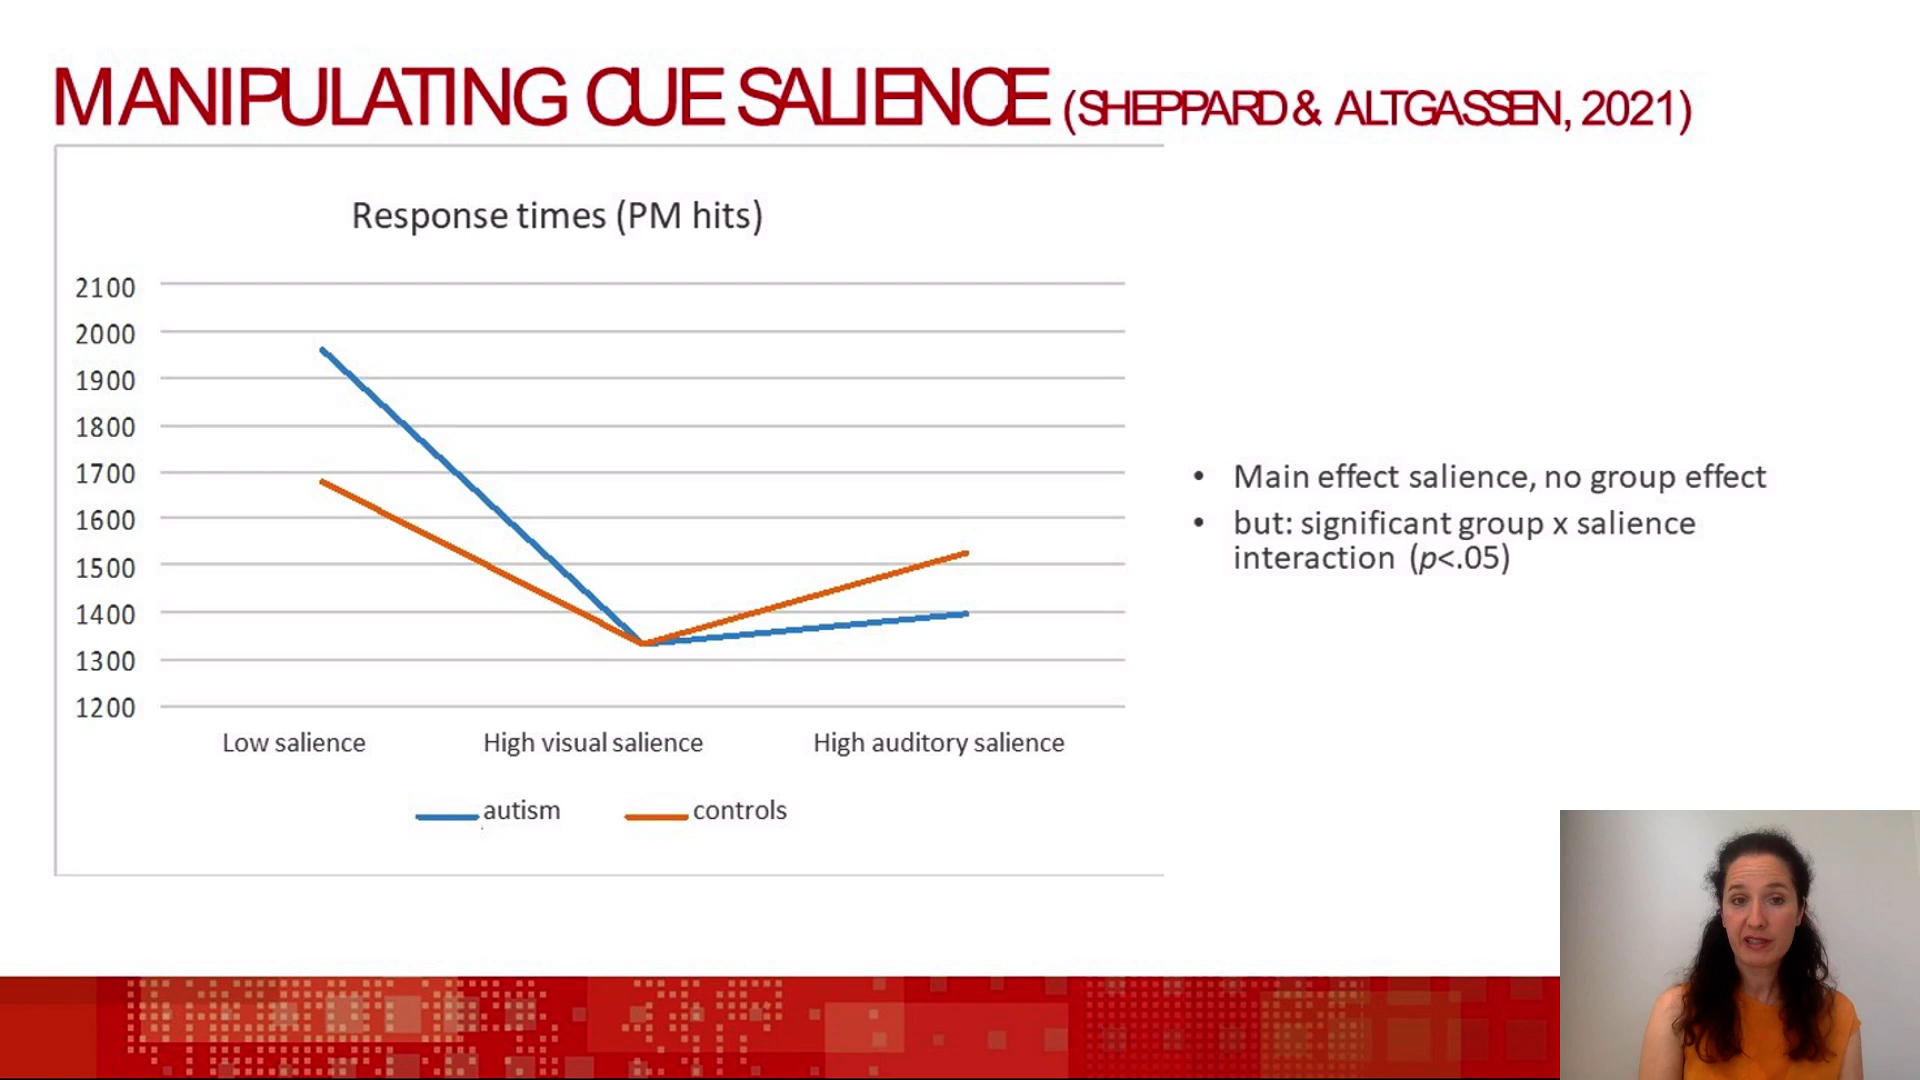 MANIPULATING CUE SALIENCE (SHEPPARD & ALTGASSEN, 2021)
Response times (PM hits)
2100
2000
1900
1800
1700
1600
1500
1400
1300
1200
Low salience High visual salience High auditory salience
autism controls
• Main effect salience, no group effect
• but: significant group x salience
interaction (p<.05)